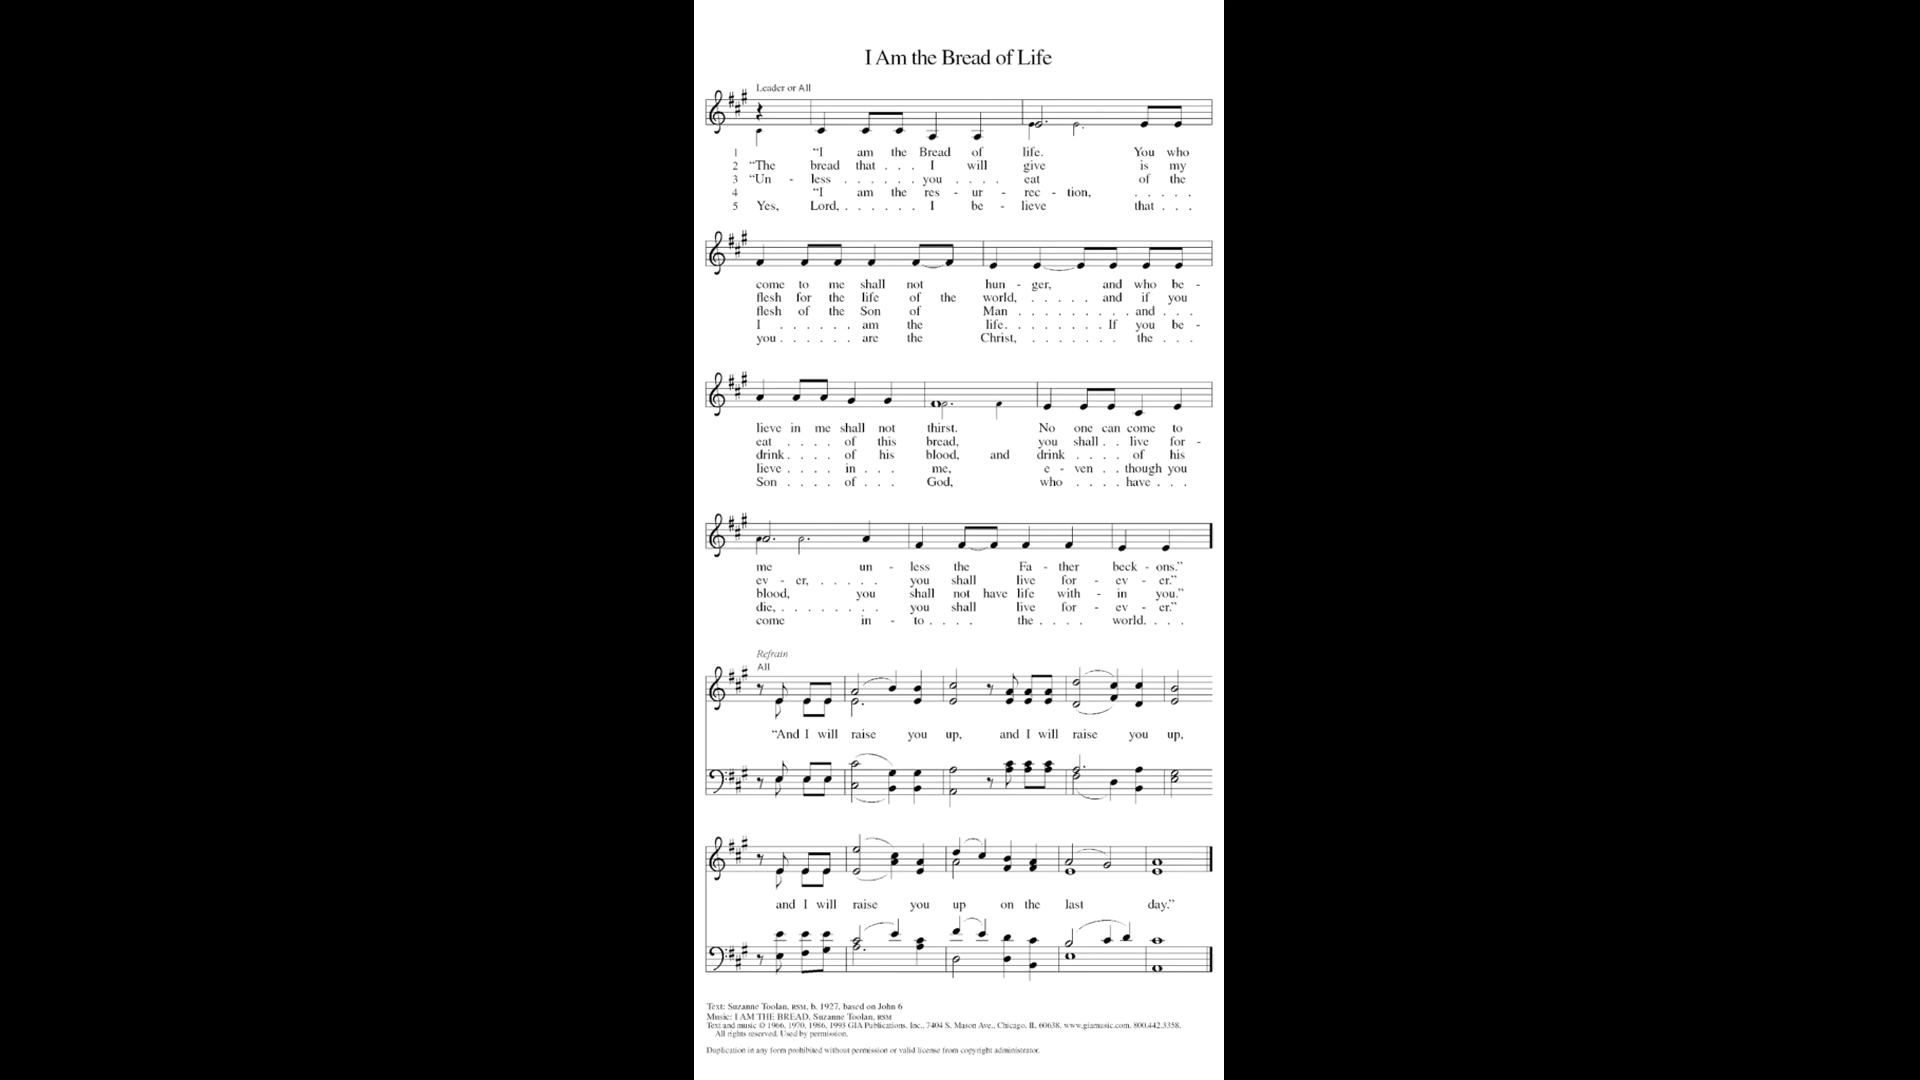 I Am the Bread of Life
Leader or All
1 “I am the Bread of life. You who
2 “The bread that . . . I will give is my
3 “Un - less . . . . . . you . . . . eat of the
4 “I am the res - ur - rec - tion, . . . . .
5 Yes, Lord, . . . . . . I be - lieve that . . .
come to me shall not hun - ger, and who be -
flesh for the life of the world, . . . . . and if you
flesh of the Son of Man . . . . . . . . . and . . .
I . . . . . . am the life. . . . . . . . If you be -
you . . . . . . are the Christ, . . . . . . . the . . .
lieve in me shall not thirst. No one can come to
eat . . . . of this bread, you shall . . live for -
drink . . . . of his blood, and drink . . . . of his
lieve . . . . in . . . me, e - ven . . though you
Son . . . . of . . . God, who . . . . have . . .
me un - less the Fa - ther beck - ons.”
ev - er, . . . . . you shall live for - ev - er.”
blood, you shall not have life with - in you.”
die, . . . . . . . . you shall live for - ev - er.”
come in - to . . . . the . . . . world. . . .
Refrain
All
“And I will raise you up, and I will raise you up,
and I will raise you up on the last day.”
Text: Suzanne Toolan, RSM, b. 1927, based on John 6
Music: I AM THE BREAD, Suzanne Toolan, RSM
Text and music © 1966, 1970, 1986, 1993 GIA Publications, Inc., 7404 S. Mason Ave., Chicago, IL 60638. www.giamusic.com. 800.442.3358.
All rights reserved. Used by permission.
Duplication in any form prohibited without permission or valid license from copyright administrator.